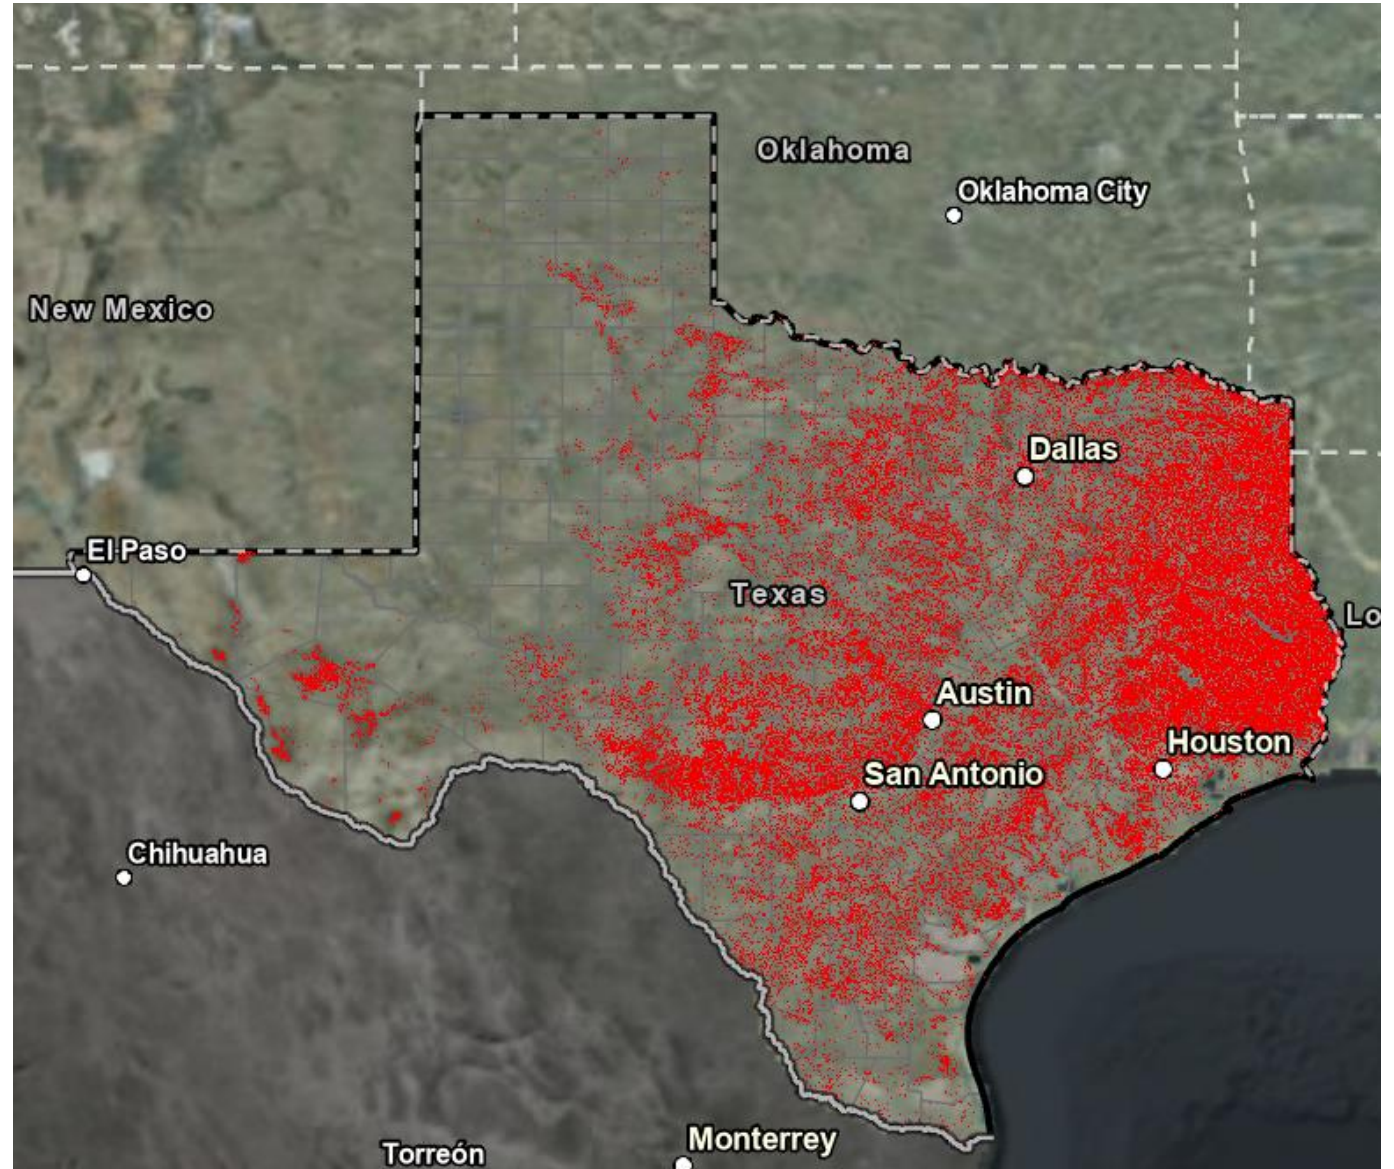 Oklahoma
Oklahoma City
New Mexico
Dallas
El Paso
Texas
Lo
Austin
Houston
San Antonio
Chihuahua
Monterrey
Torreón